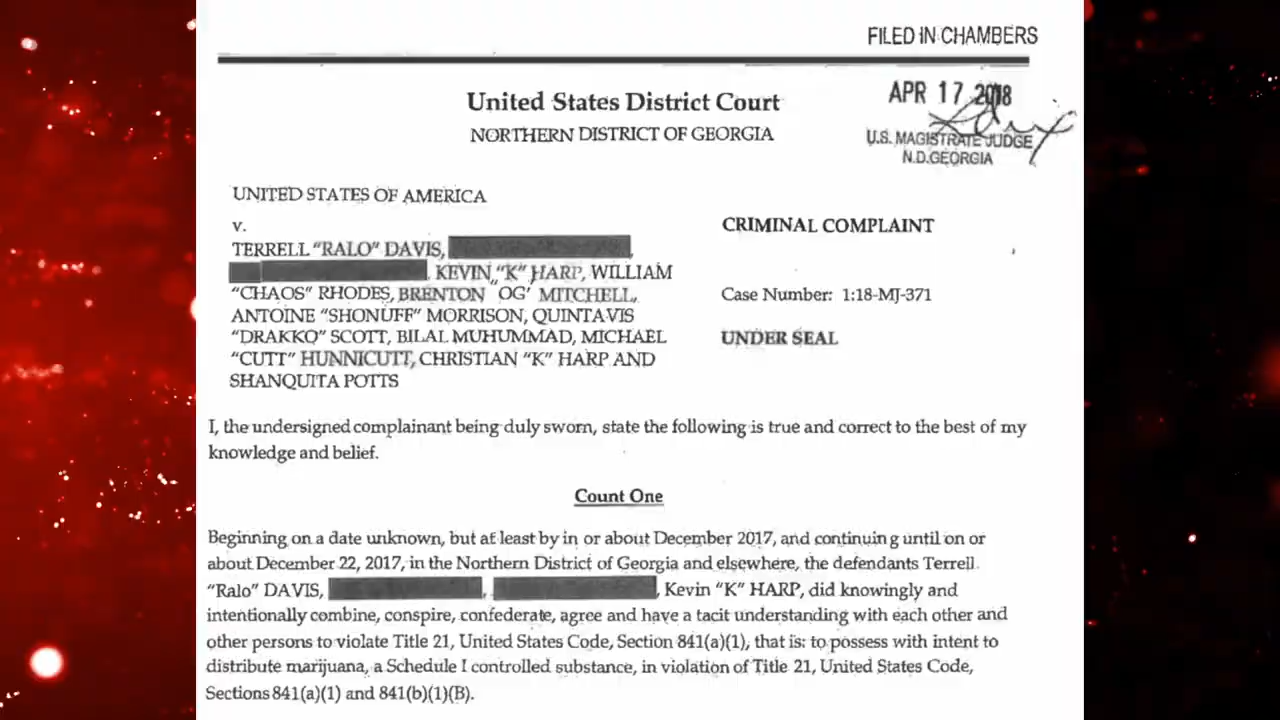 FILED IN CHAMBERS
APR 17 2018
U.S. MAGISTRATE JUDGE
N.D. GEORGIA
United States District Court
NORTHERN DISTRICT OF GEORGIA
UNITED STATES OF AMERICA
v.
TERRELL “RALO” DAVIS, ,
, KEVIN “K” HARP, WILLIAM
“CHAOS” RHODES, BRENTON OG' MITCHELL,
ANTOINE “SHONUFF” MORRISON, QUINTAVIS
“DRAKKO” SCOTT, BILAL MUHUMMAD, MICHAEL
“CUTT” HUNNICUTT, CHRISTIAN “K” HARP AND
SHANQUITA POTTS
CRIMINAL COMPLAINT
Case Number: 1:18-MJ-371
UNDER SEAL
I, the undersigned complainant being duly sworn, state the following is true and correct to the best of my
knowledge and belief.
Count One
Beginning on a date unknown, but at least by in or about December 2017, and continuing until on or
about December 22, 2017, in the Northern District of Georgia and elsewhere, the defendants Terrell
“Ralo” DAVIS, , , Kevin “K” HARP, did knowingly and
intentionally combine, conspire, confederate, agree and have a tacit understanding with each other and
other persons to violate Title 21, United States Code, Section 841(a)(1), that is: to possess with intent to
distribute marijuana, a Schedule I controlled substance, in violation of Title 21, United States Code,
Sections 841(a)(1) and 841(b)(1)(B).